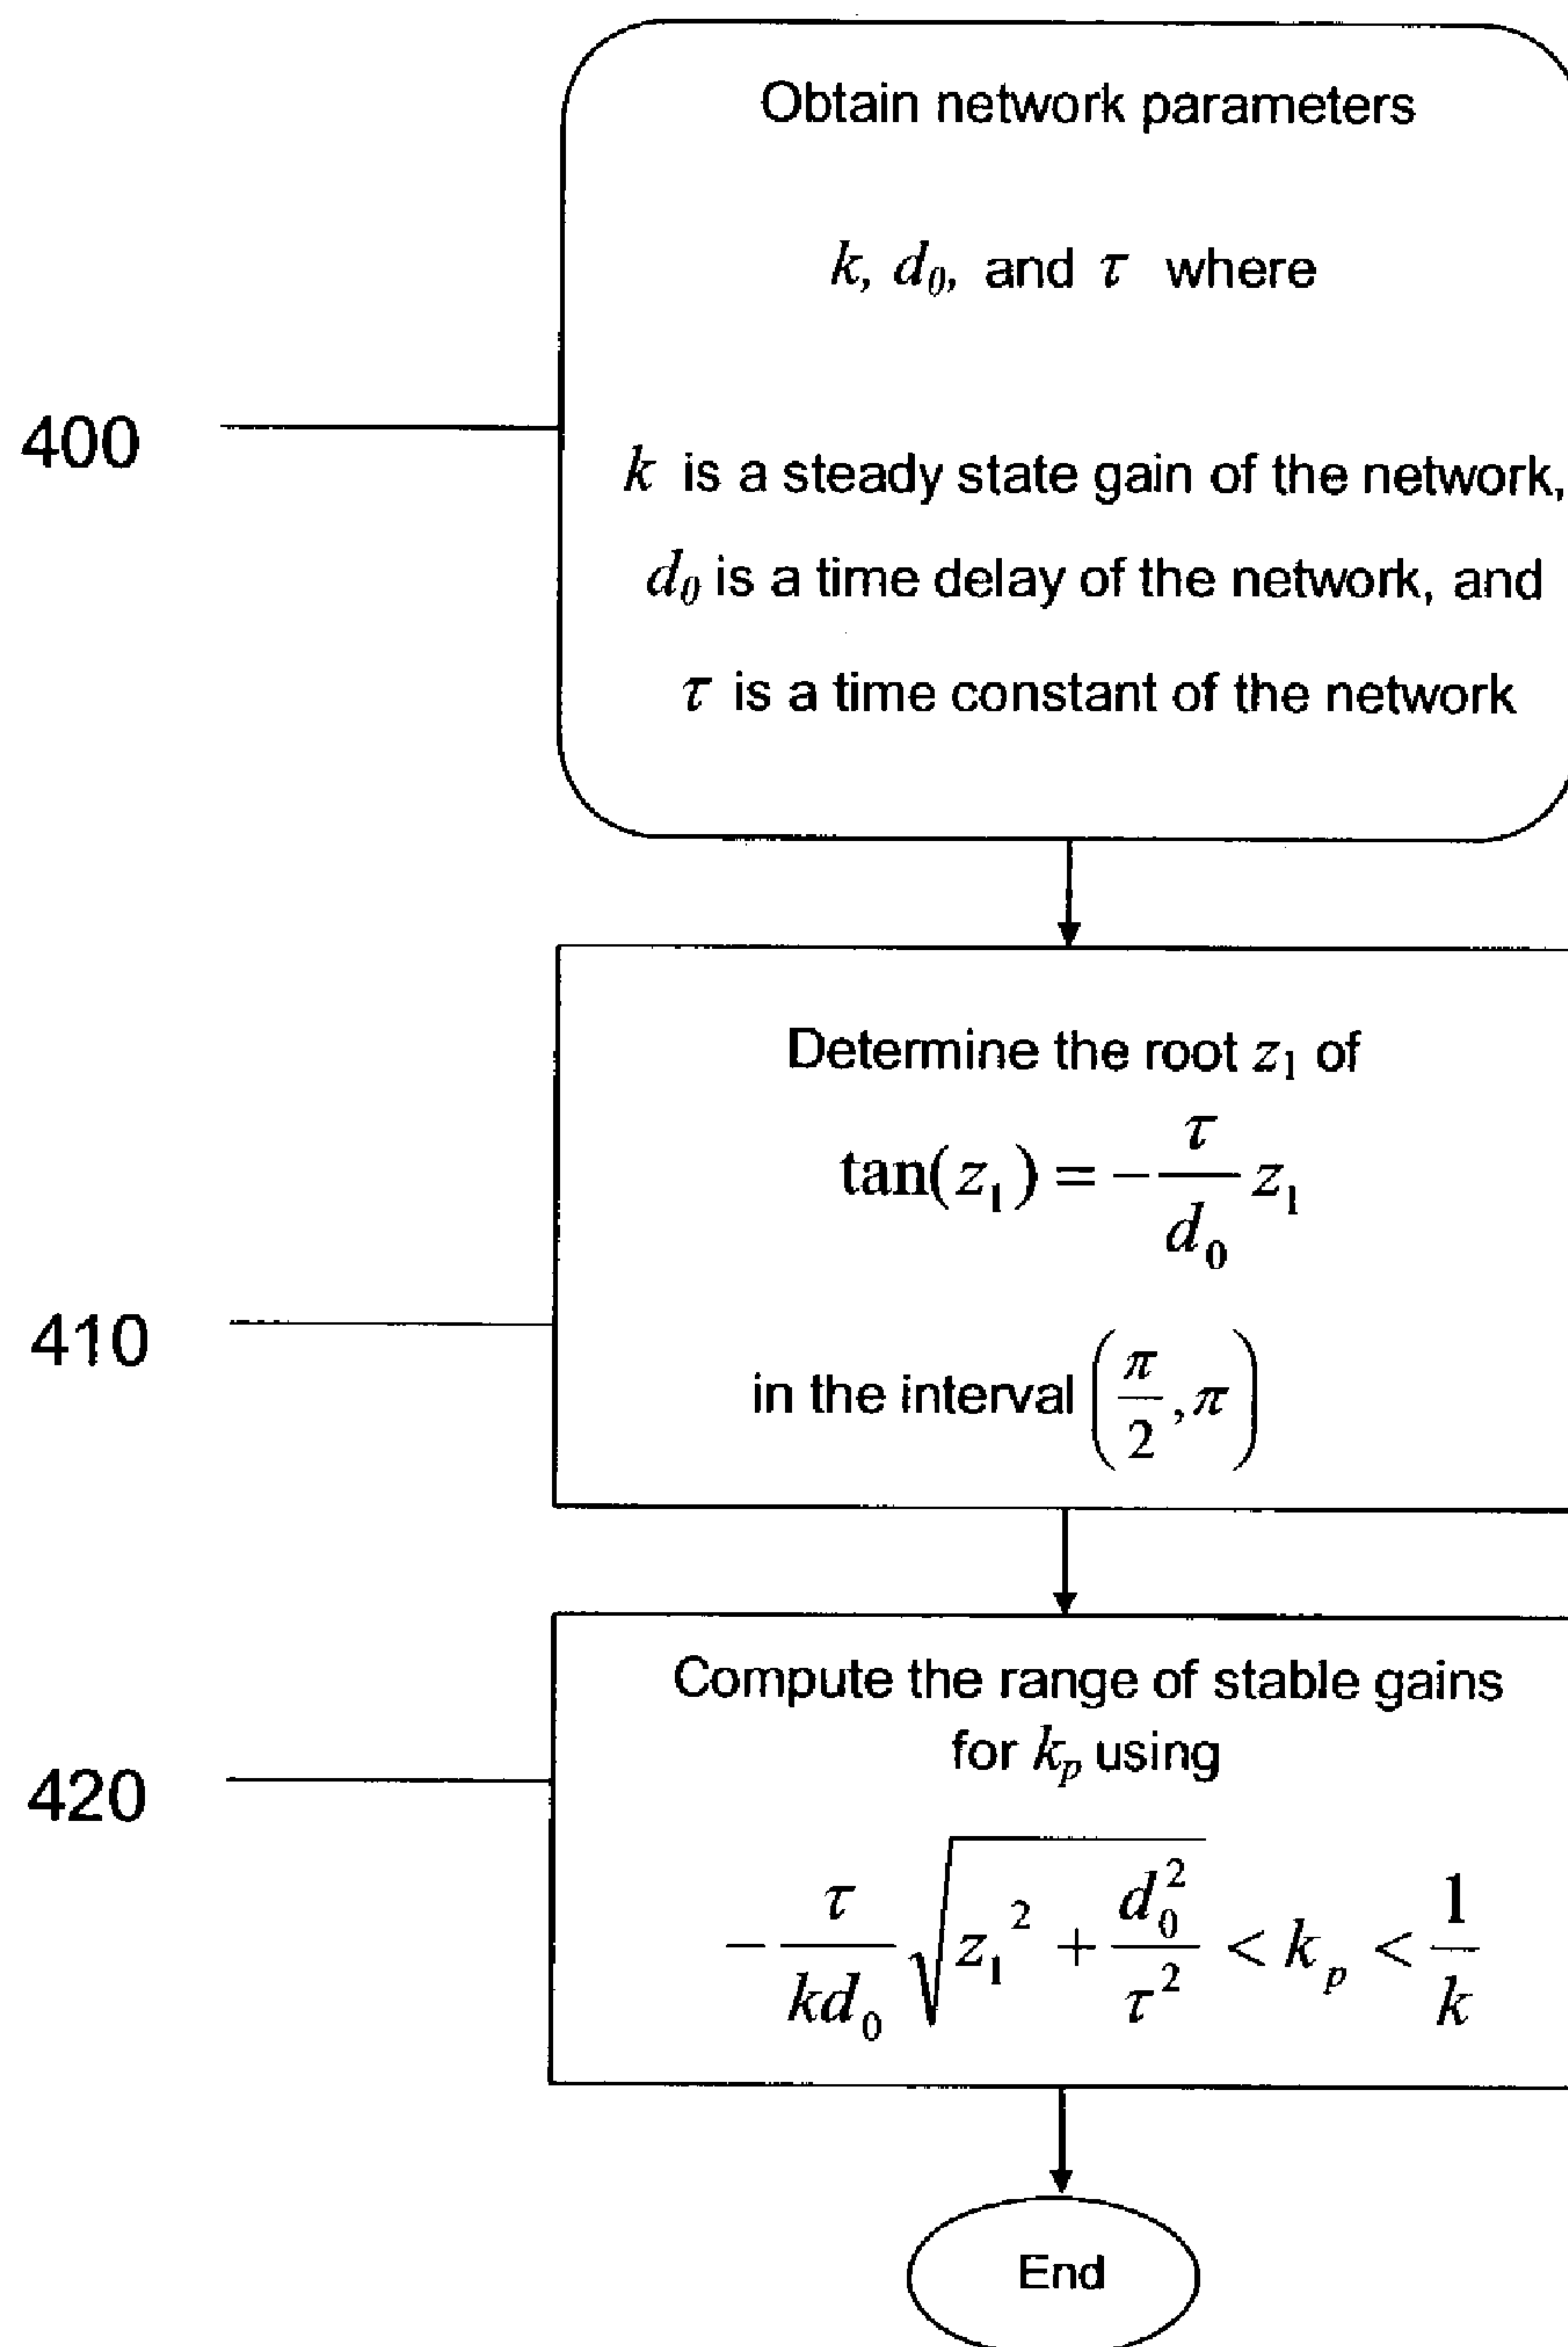 Obtain network parameters
k, d₀, and τ where
400
k is a steady state gain of the network,
d₀ is a time delay of the network, and
τ is a time constant of the network
Determine the root z₁ of
tan(z₁) = −(τ/d₀) z₁
410
in the interval (π/2, π)
Compute the range of stable gains
for kₚ using
420
−(τ/(kd₀)) √(z₁² + d₀²/τ²) < kₚ < 1/k
End